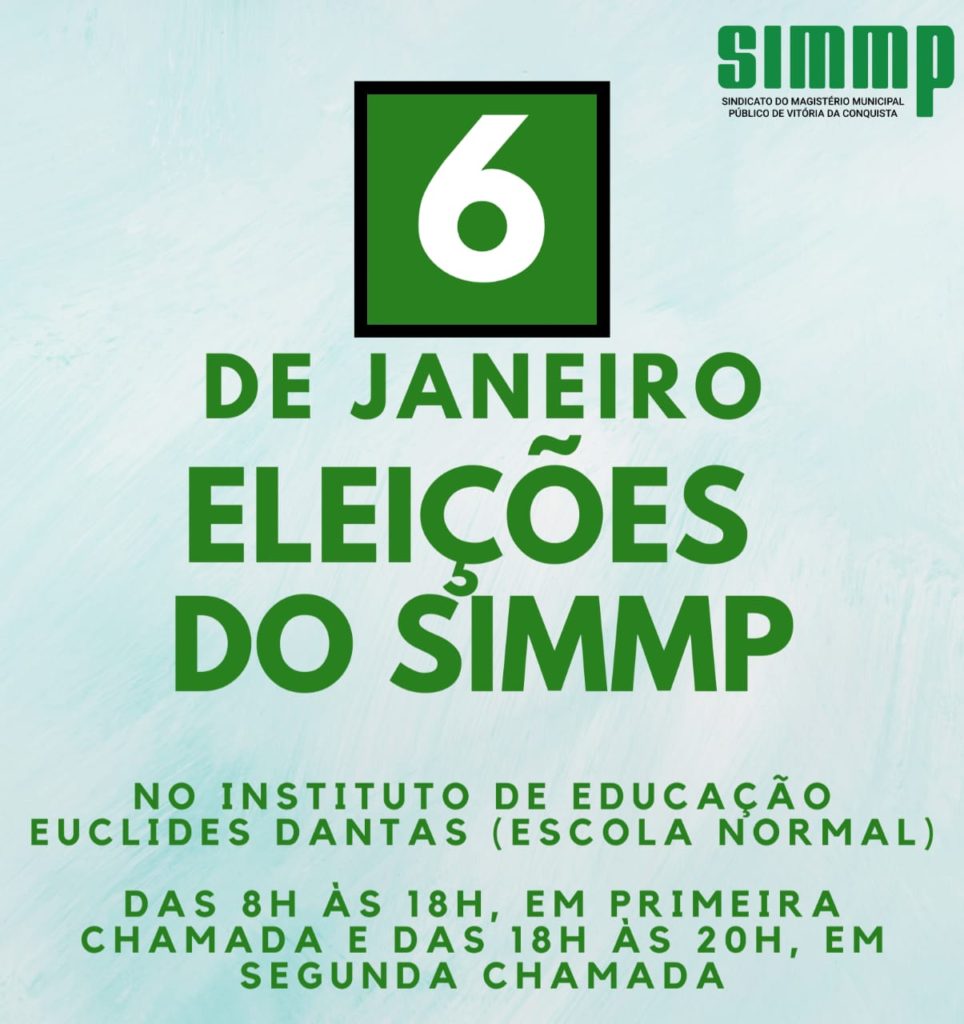 simmp
SINDICATO DO MAGISTÉRIO MUNICIPAL
PÚBLICO DE VITÓRIA DA CONQUISTA
6
DE JANEIRO
ELEIÇÕES
DO SIMMP
NO INSTITUTO DE EDUCAÇÃO
EUCLIDES DANTAS (ESCOLA NORMAL)
DAS 8H ÀS 18H, EM PRIMEIRA
CHAMADA E DAS 18H ÀS 20H, EM
SEGUNDA CHAMADA